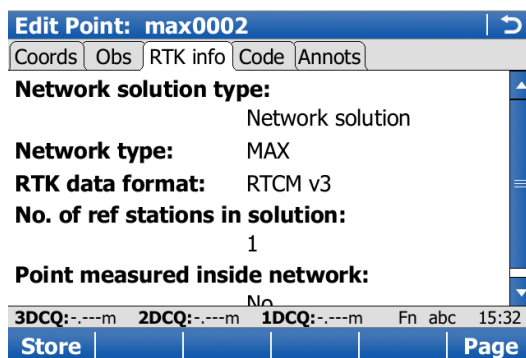 Edit Point: max0002
Coords Obs RTK info Code Annots
Network solution type:
Network solution
Network type: MAX
RTK data format: RTCM v3
No. of ref stations in solution:
1
Point measured inside network:
No
3DCQ:-.---m 2DCQ:-.---m 1DCQ:-.---m Fn abc 15:32
Store Page